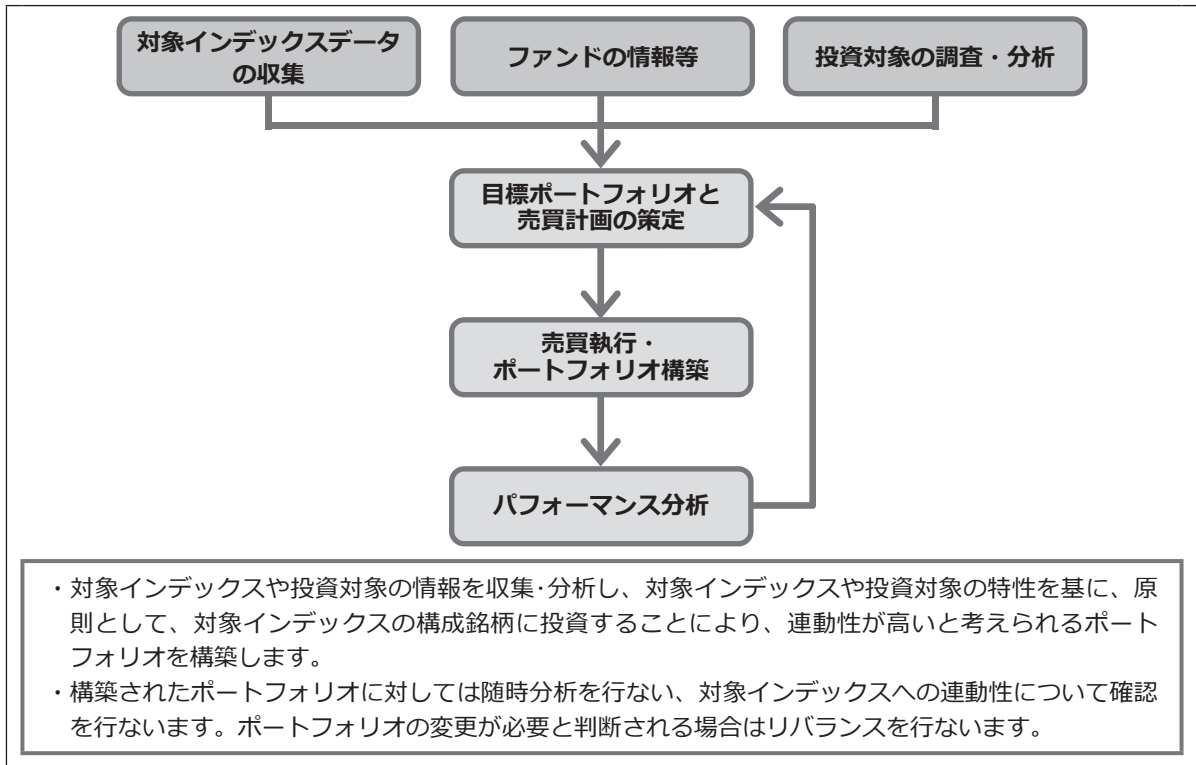 対象インデックスデータ
の収集
ファンドの情報等
投資対象の調査・分析
目標ポートフォリオと
売買計画の策定
売買執行・
ポートフォリオ構築
パフォーマンス分析
・対象インデックスや投資対象の情報を収集･分析し、対象インデックスや投資対象の特性を基に、原
則として、対象インデックスの構成銘柄に投資することにより、連動性が高いと考えられるポート
フォリオを構築します。
・構築されたポートフォリオに対しては随時分析を行ない、対象インデックスへの連動性について確認
を行ないます。ポートフォリオの変更が必要と判断される場合はリバランスを行ないます。